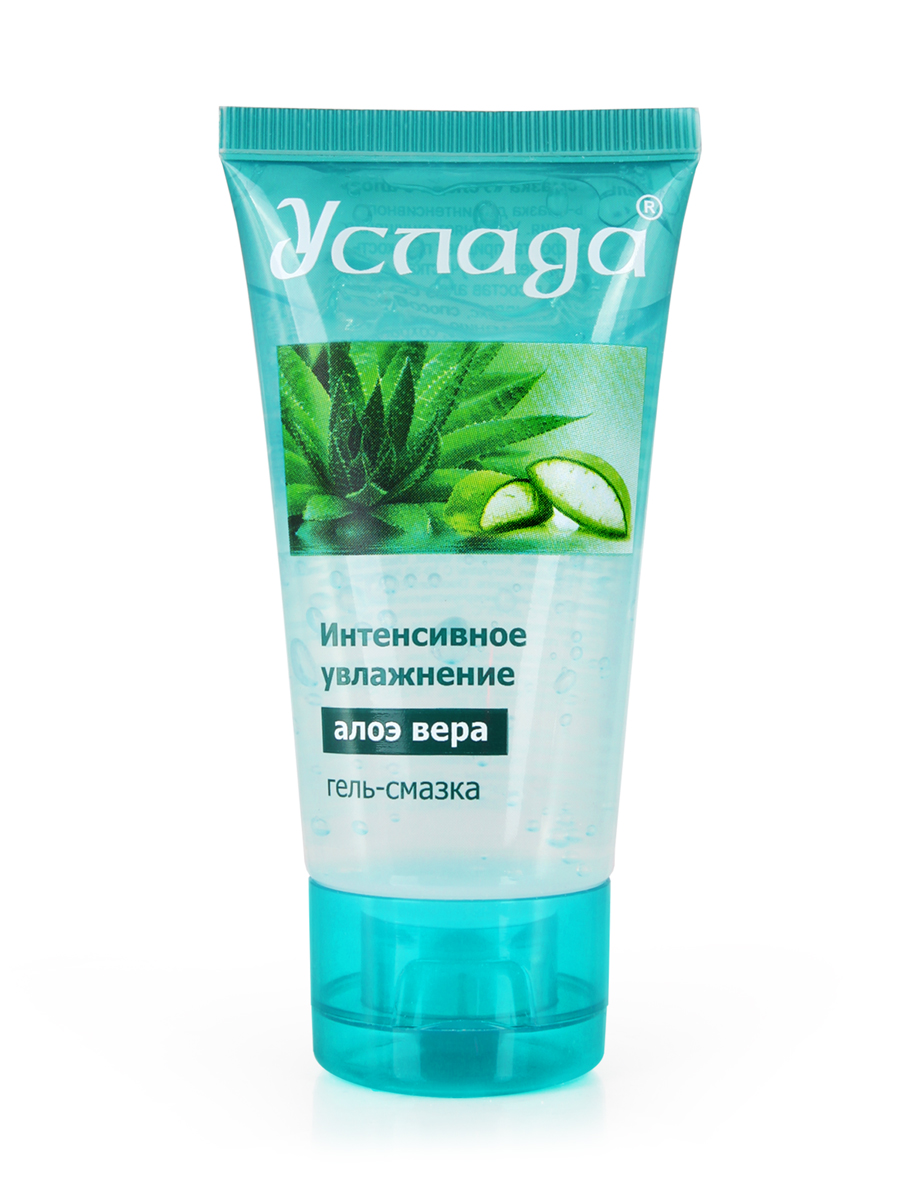 Услада®
Интенсивное
увлажнение
алоэ вера
гель-смазка